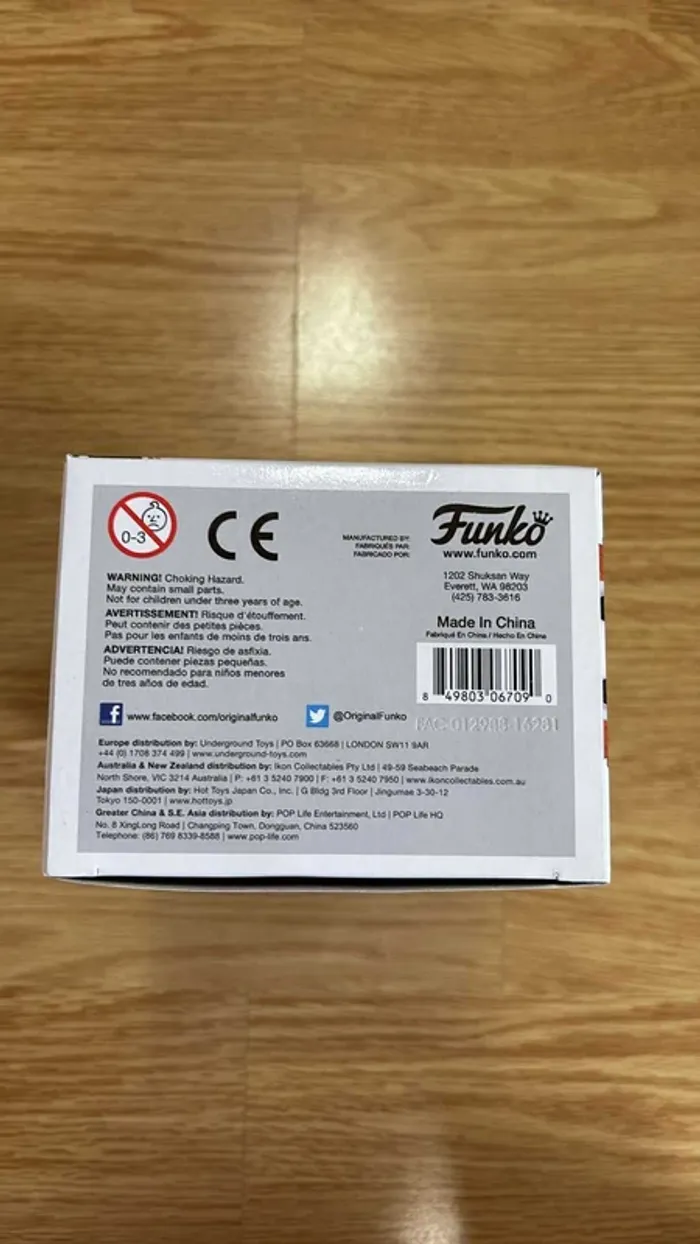 0-3
CE
MANUFACTURED BY:
FABRIQUÉS PAR:
FABRICADO POR:
Funko
www.funko.com
1202 Shuksan Way
Everett, WA 98203
(425) 783-3616
WARNING! Choking Hazard.
May contain small parts.
Not for children under three years of age.
AVERTISSEMENT! Risque d'étouffement.
Peut contenir des petites pièces.
Pas pour les enfants de moins de trois ans.
ADVERTENCIA! Riesgo de asfixia.
Puede contener piezas pequeñas.
No recomendado para niños menores
de tres años de edad.
Made In China
Fabriqué En China / Hecho En China
8 49803 06709 0
f www.facebook.com/originalfunko
@OriginalFunko
FAC-012988-16281
Europe distribution by: Underground Toys | PO Box 63668 | LONDON SW11 9AR
+44 (0) 1708 374 499 | www.underground-toys.com
Australia & New Zealand distribution by: Ikon Collectables Pty Ltd | 49-59 Seabeach Parade
North Shore, VIC 3214 Australia | P: +61 3 5240 7900 | F: +61 3 5240 7950 | www.ikoncollectables.com.au
Japan distribution by: Hot Toys Japan Co., Inc. | G Bldg 3rd Floor | Jingumae 3-30-12
Tokyo 150-0001 | www.hottoys.jp
Greater China & S.E. Asia distribution by: POP Life Entertainment, Ltd | POP Life HQ
No. 8 XingLong Road | Changping Town, Dongguan, China 523560
Telephone: (86) 769 8339-8588 | www.pop-life.com